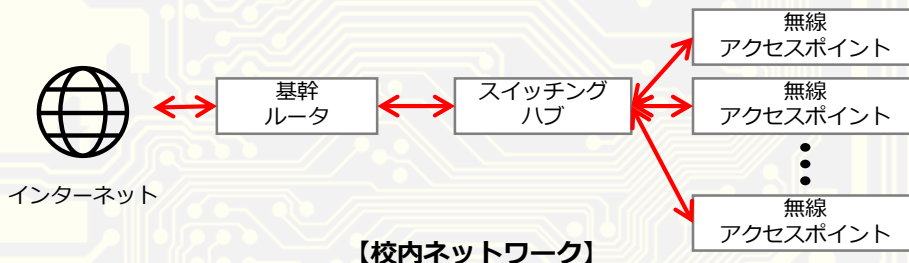 インターネット
基幹
ルータ
スイッチング
ハブ
無線
アクセスポイント
無線
アクセスポイント
無線
アクセスポイント
【校内ネットワーク】